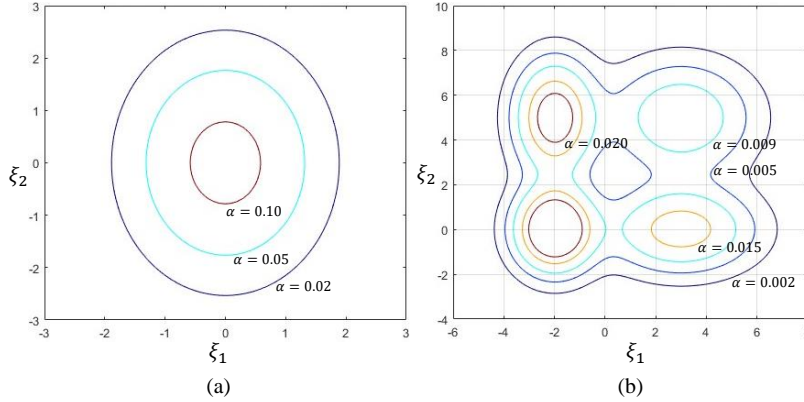 3
2
1
0
-1
-2
-3
-3 -2 -1 0 1 2 3
ξ₂
ξ₁
α = 0.10
α = 0.05
α = 0.02
(a)
10
8
6
4
2
0
-2
-4
-6 -4 -2 0 2 4 6
ξ₂
ξ₁
α = 0.020
α = 0.009
α = 0.005
α = 0.015
α = 0.002
(b)